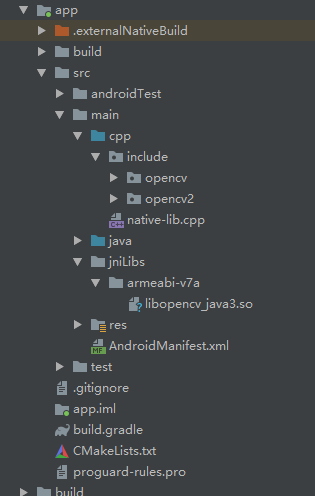 app
.externalNativeBuild
build
src
androidTest
main
cpp
include
opencv
opencv2
native-lib.cpp
java
jniLibs
armeabi-v7a
libopencv_java3.so
res
AndroidManifest.xml
test
.gitignore
app.iml
build.gradle
CMakeLists.txt
proguard-rules.pro
build